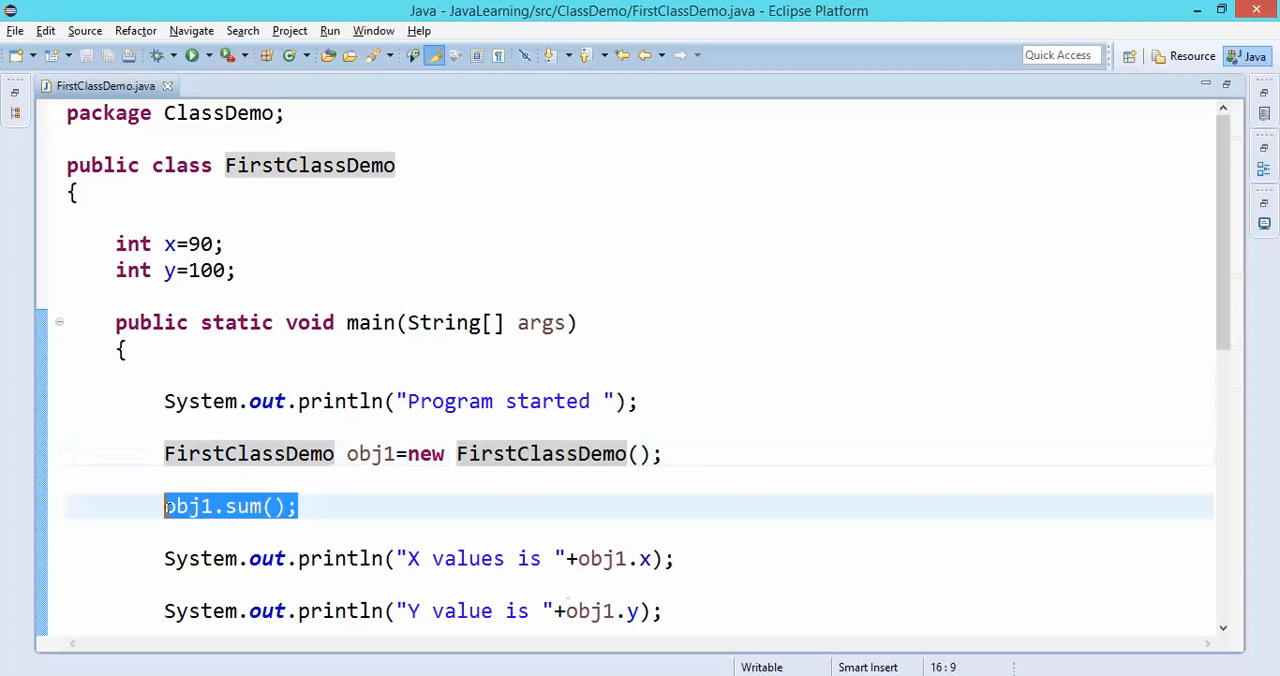 Java - JavaLearning/src/ClassDemo/FirstClassDemo.java - Eclipse Platform
File Edit Source Refactor Navigate Search Project Run Window Help
Quick Access Resource Java
FirstClassDemo.java
package ClassDemo;
public class FirstClassDemo
{
int x=90;
int y=100;
public static void main(String[] args)
{
System.out.println("Program started ");
FirstClassDemo obj1=new FirstClassDemo();
obj1.sum();
System.out.println("X values is "+obj1.x);
System.out.println("Y value is "+obj1.y);
Writable Smart Insert 16 : 9